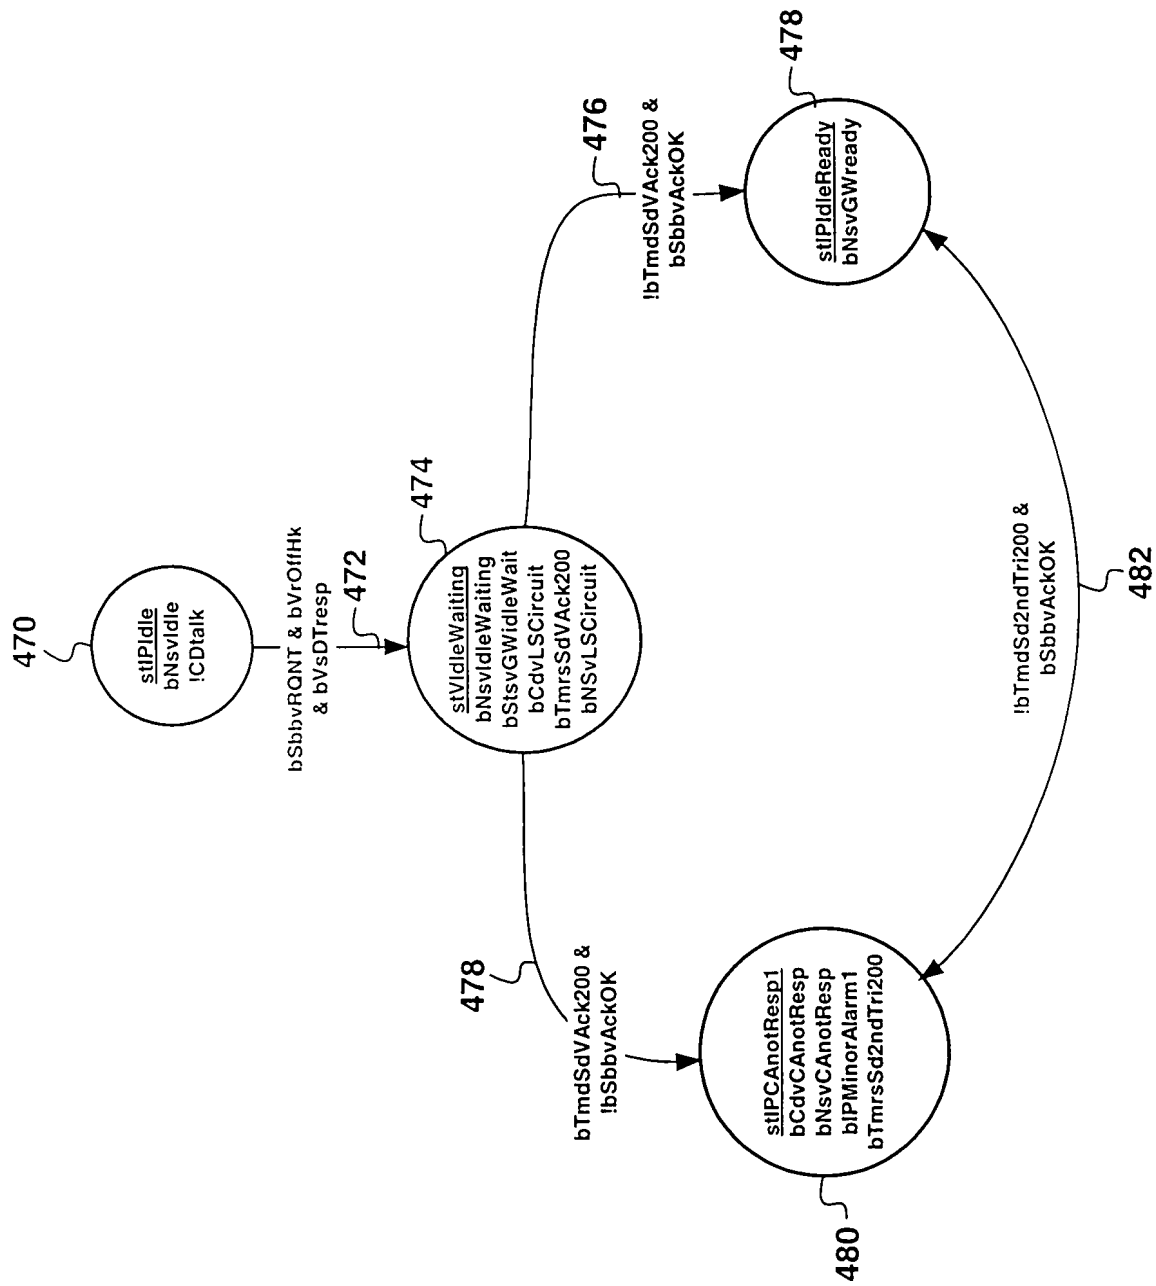 470
stIPIdle
bNsvIdle
!CDtalk
bSbbvRQNT & bVrOffHk
& bVsDTresp
472
474
stVIdleWaiting
bNsvIdleWaiting
bStsvGWidleWait
bCdvLSCircuit
bTmrsSdVAck200
bNSvLSCircuit
476
!bTmdSdVAck200 &
bSbbvAckOK
478
stIPIdleReady
bNsvGWready
478
bTmdSdVAck200 &
!bSbbvAckOK
480
stIPCAnotResp1
bCdvCAnotResp
bNsvCAnotResp
bIPMinorAlarm1
bTmrsSd2ndTri200
!bTmdSd2ndTri200 &
bSbbvAckOK
482